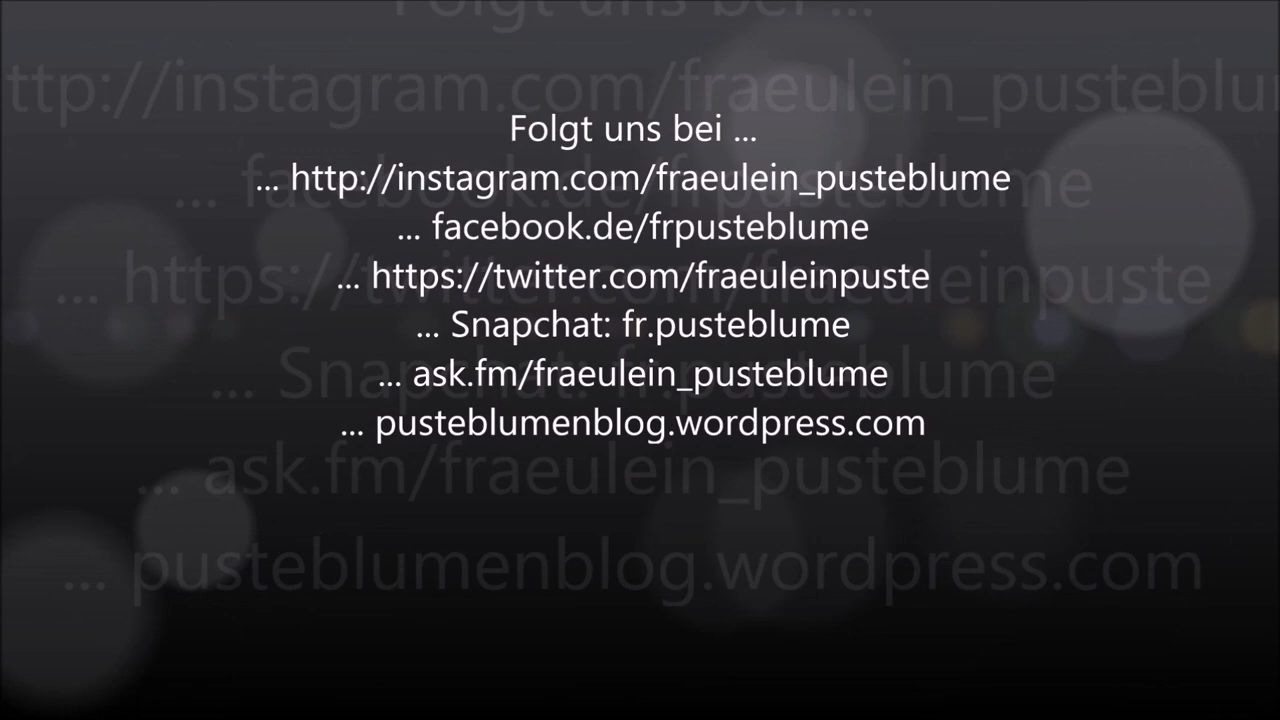 Folgt uns bei ...
... http://instagram.com/fraeulein_pusteblume
... facebook.de/frpusteblume
... https://twitter.com/fraeuleinpuste
... Snapchat: fr.pusteblume
... ask.fm/fraeulein_pusteblume
... pusteblumenblog.wordpress.com